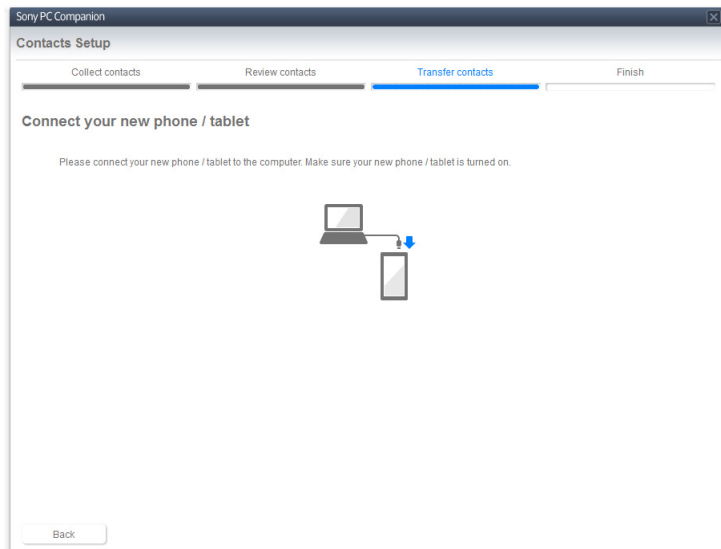 Sony PC Companion
Contacts Setup
Collect contacts
Review contacts
Transfer contacts
Finish
Connect your new phone / tablet
Please connect your new phone / tablet to the computer. Make sure your new phone / tablet is turned on.
Back